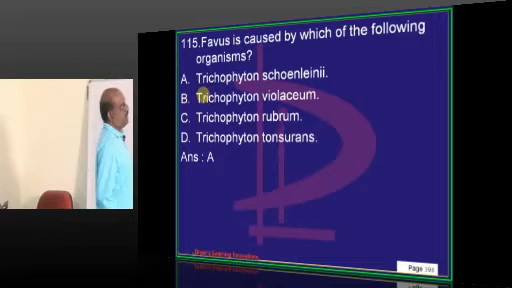 115.Favus is caused by which of the following
organisms?
A. Trichophyton schoenleinii.
B. Trichophyton violaceum.
C. Trichophyton rubrum.
D. Trichophyton tonsurans.
Ans : A
Page 191